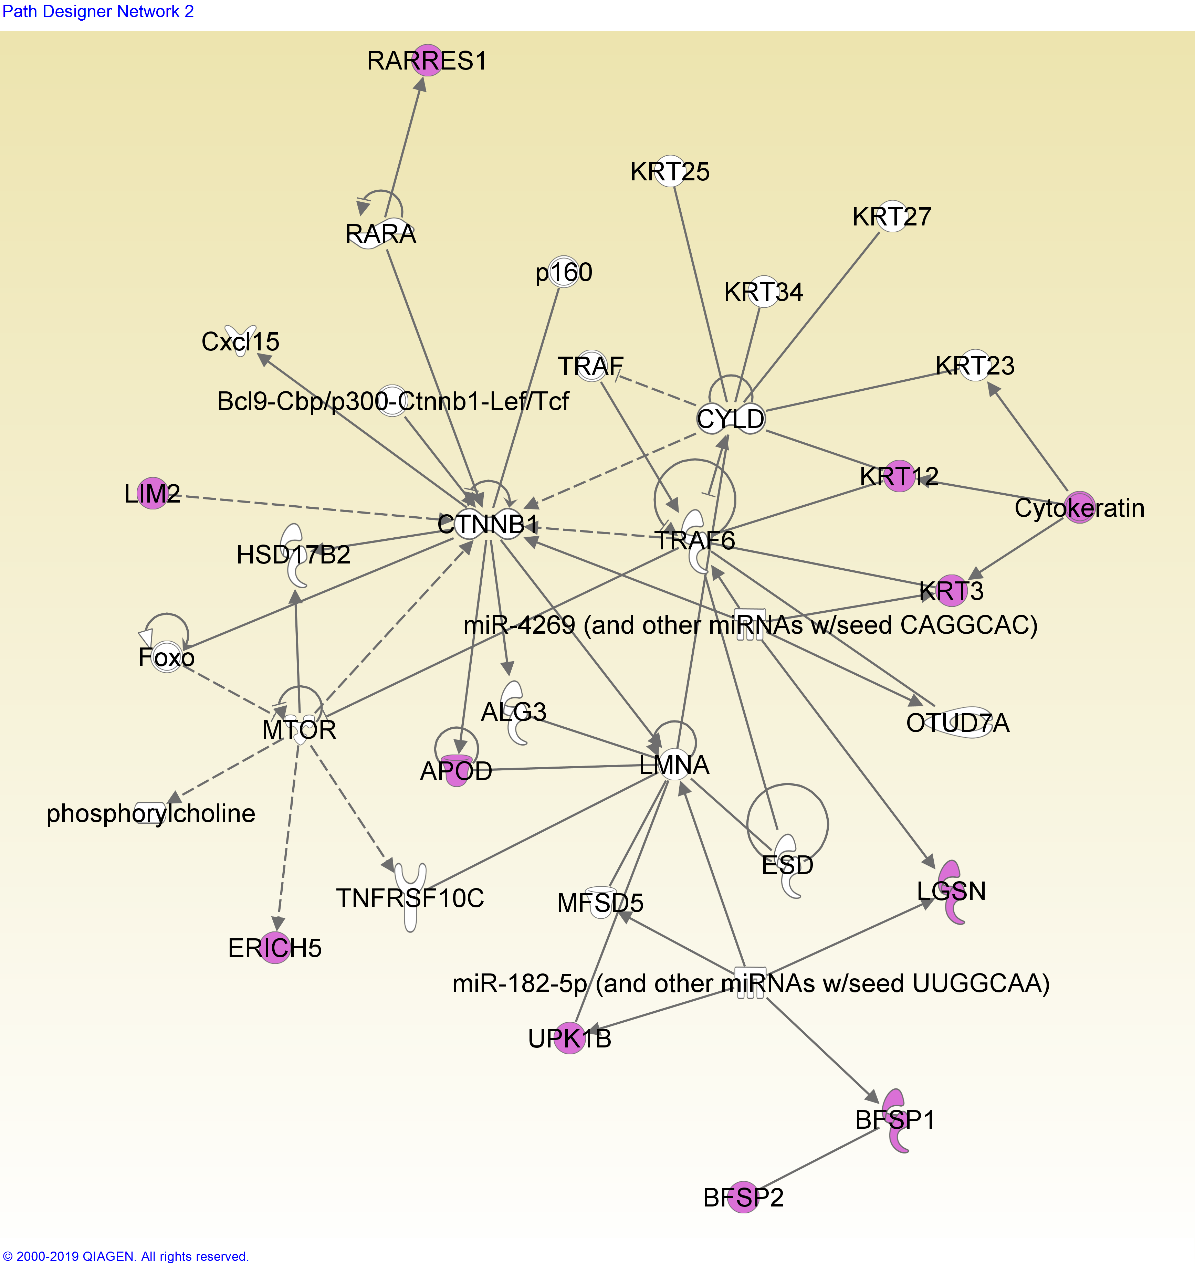 Path Designer Network 2
RARRES1
KRT25
KRT27
RARA
p160
KRT34
Cxcl15
TRAF
KRT23
Bcl9-Cbp/p300-Ctnnb1-Lef/Tcf
CYLD
KRT12
LIM2
Cytokeratin
CTNNB1
TRAF6
HSD17B2
KRT3
miR-4269 (and other miRNAs w/seed CAGGCAC)
Foxo
ALG3
OTUD7A
MTOR
LMNA
APOD
phosphorylcholine
ESD
LGSN
TNFRSF10C
MFSD5
ERICH5
miR-182-5p (and other miRNAs w/seed UUGGCAA)
UPK1B
BFSP1
BFSP2
© 2000-2019 QIAGEN. All rights reserved.